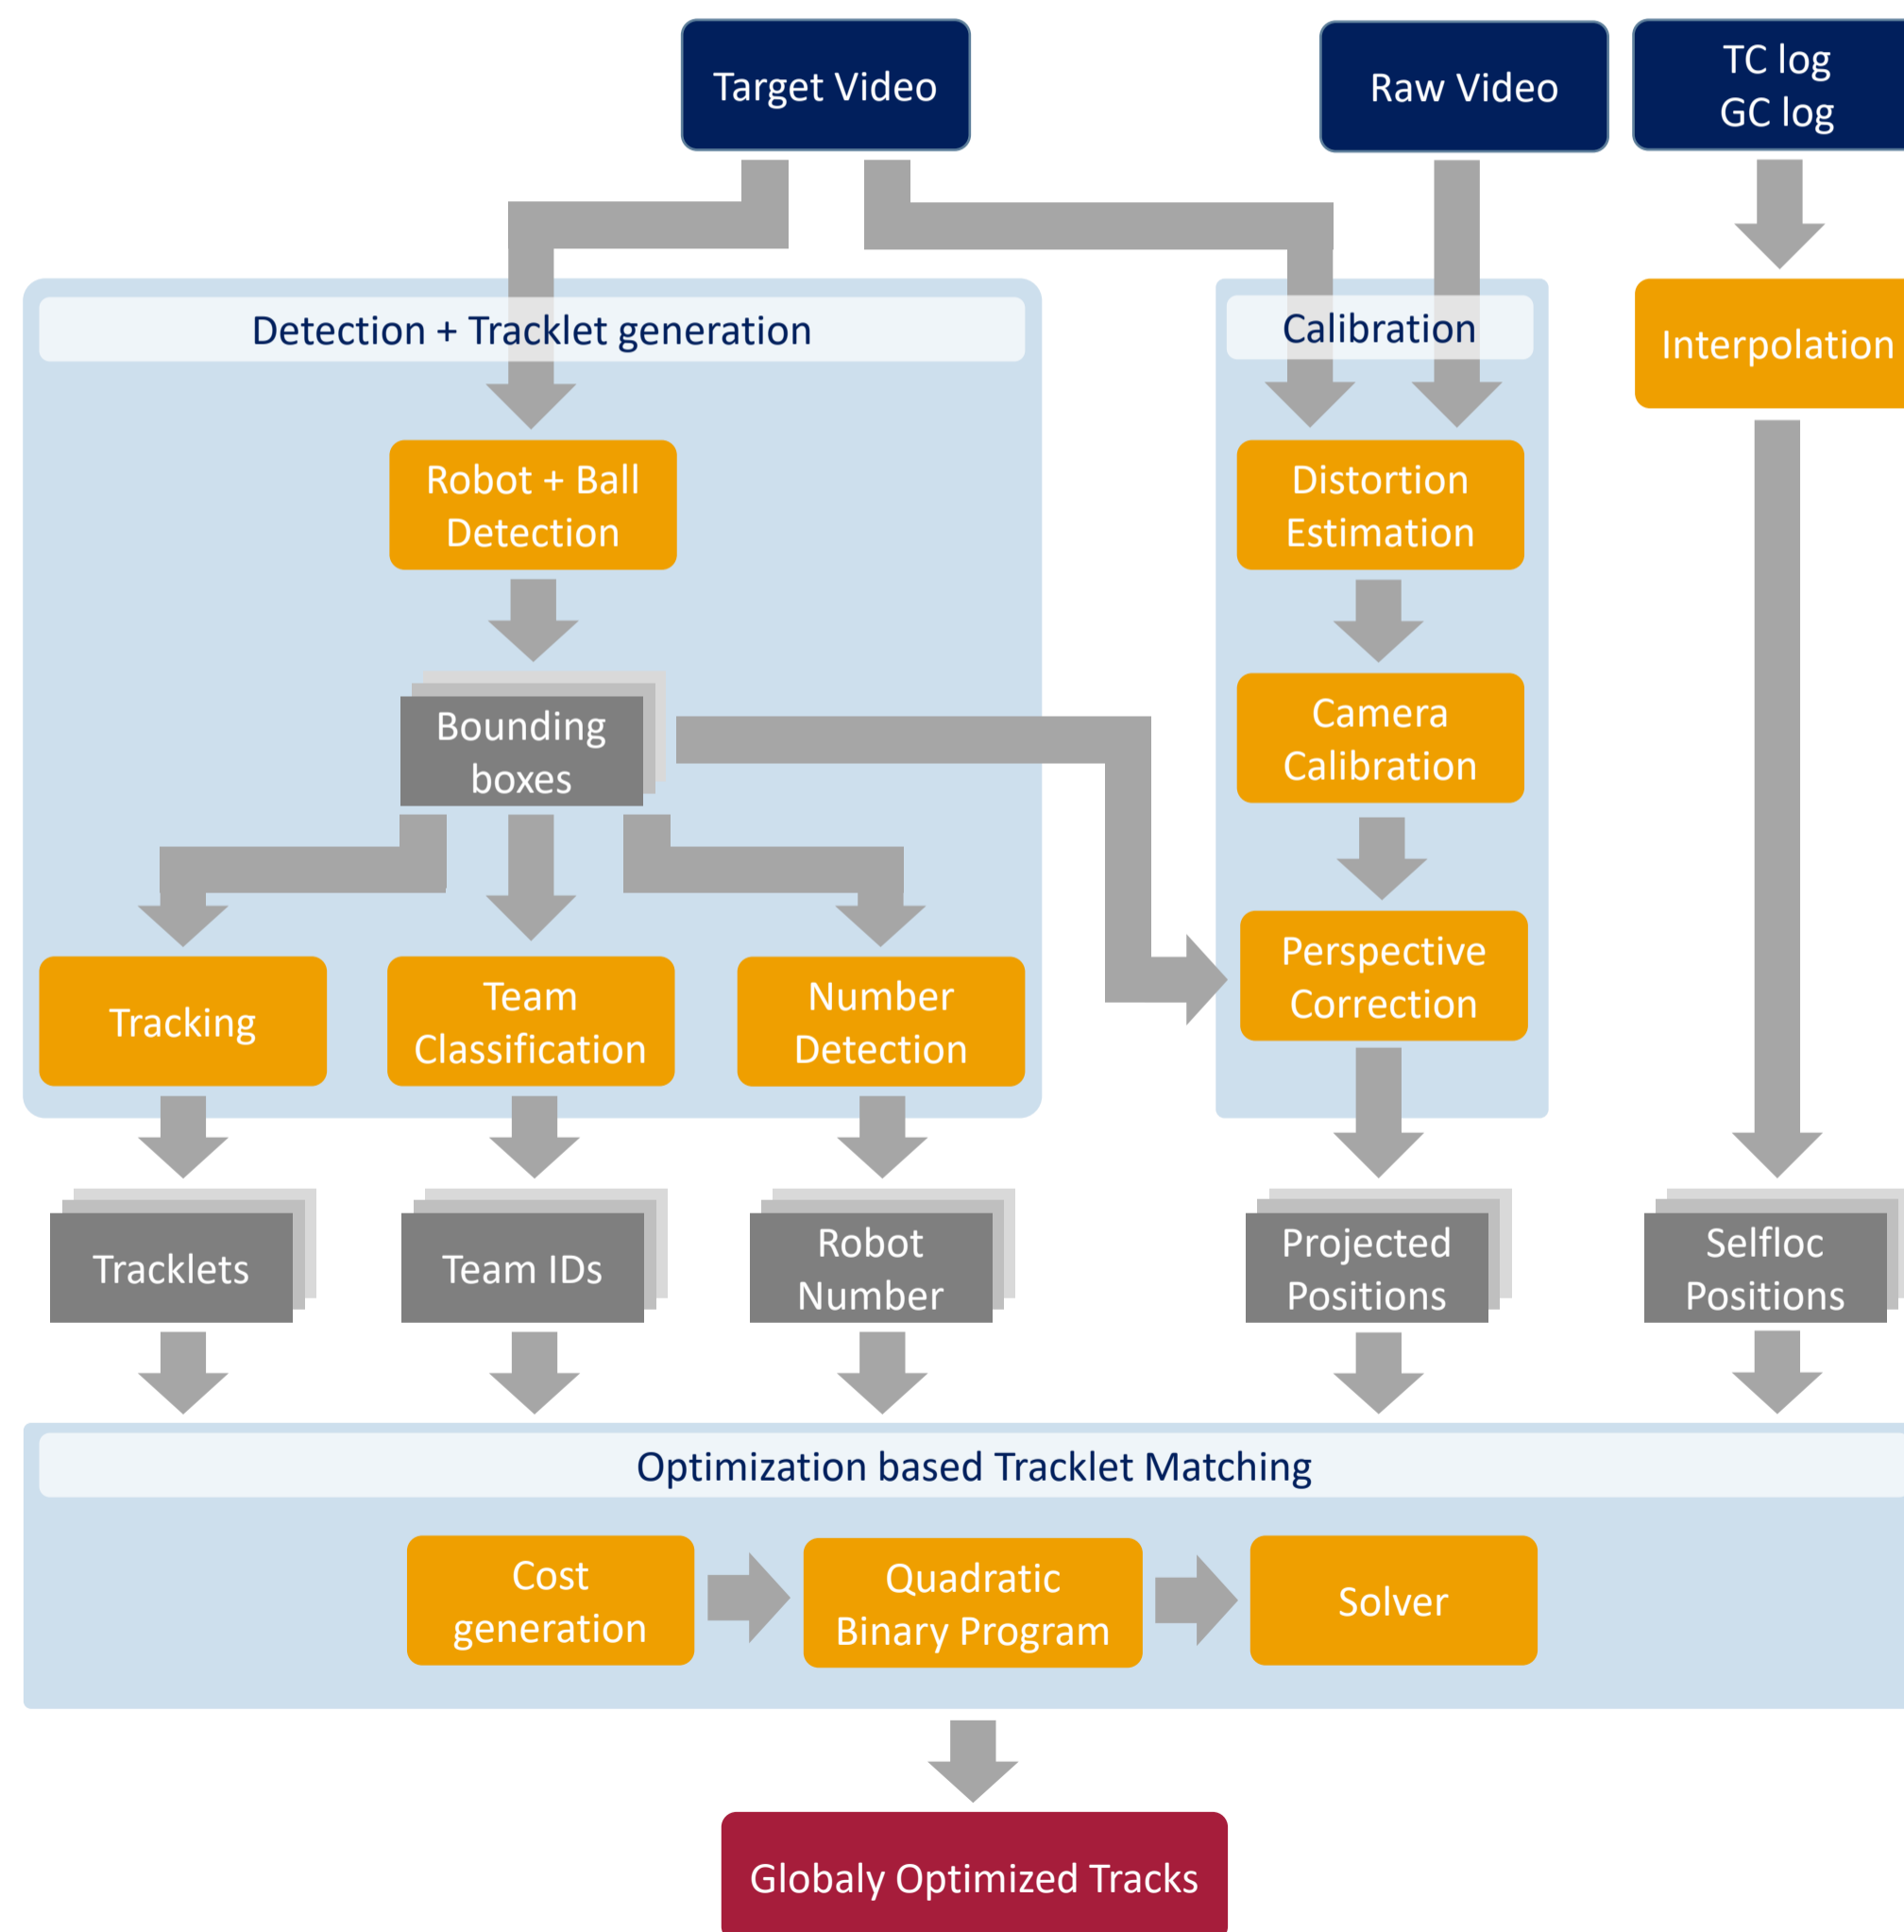 Target Video
Raw Video
TC log
GC log
Detection + Tracklet generation
Calibration
Interpolation
Robot + Ball
Detection
Distortion
Estimation
Bounding
boxes
Camera
Calibration
Tracking
Team
Classification
Number
Detection
Perspective
Correction
Tracklets
Team IDs
Robot
Number
Projected
Positions
Selfloc
Positions
Optimization based Tracklet Matching
Cost
generation
Quadratic
Binary Program
Solver
Globaly Optimized Tracks